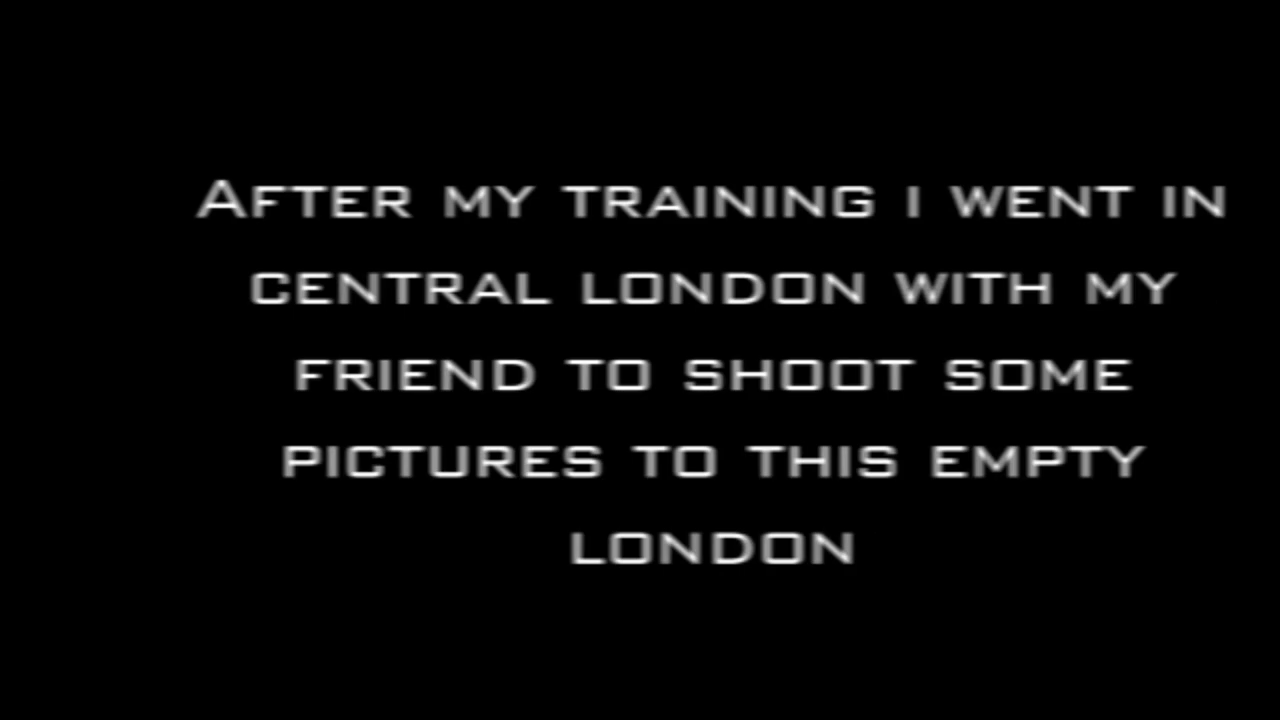 After my training i went in
central london with my
friend to shoot some
pictures to this empty
london